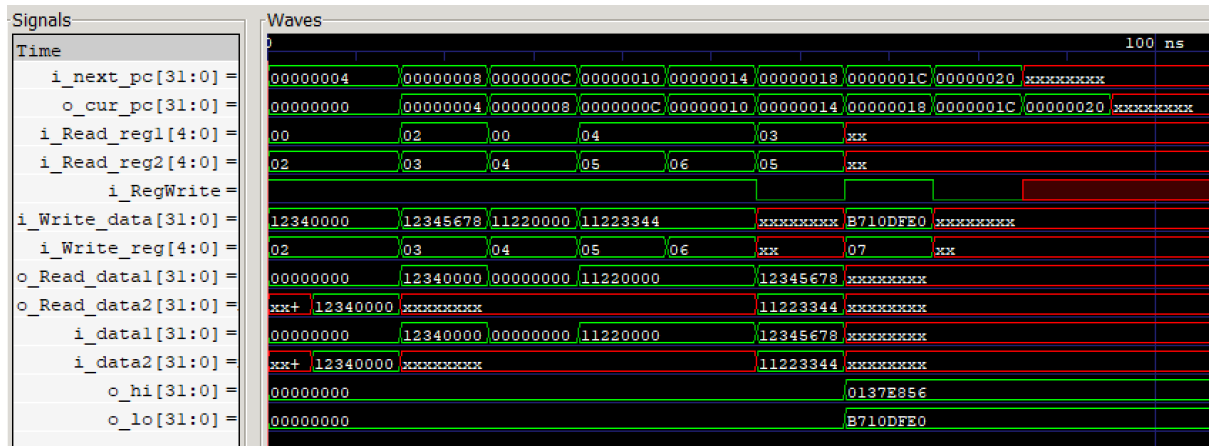 Signals Waves
Time 0 100 ns
i_next_pc[31:0] = 00000004 00000008 0000000C 00000010 00000014 00000018 0000001C 00000020 xxxxxxxx
o_cur_pc[31:0] = 00000000 00000004 00000008 0000000C 00000010 00000014 00000018 0000001C 00000020 xxxxxxxx
i_Read_reg1[4:0] = 00 02 00 04 03 xx
i_Read_reg2[4:0] = 02 03 04 05 06 05 xx
i_RegWrite =
i_Write_data[31:0] = 12340000 12345678 11220000 11223344 xxxxxxxx B710DFE0 xxxxxxxx
i_Write_reg[4:0] = 02 03 04 05 06 xx 07 xx
o_Read_data1[31:0] = 00000000 12340000 00000000 11220000 12345678 xxxxxxxx
o_Read_data2[31:0] = xx+ 12340000 xxxxxxxx 11223344 xxxxxxxx
i_data1[31:0] = 00000000 12340000 00000000 11220000 12345678 xxxxxxxx
i_data2[31:0] = xx+ 12340000 xxxxxxxx 11223344 xxxxxxxx
o_hi[31:0] = 00000000 0137E856
o_lo[31:0] = 00000000 B710DFE0